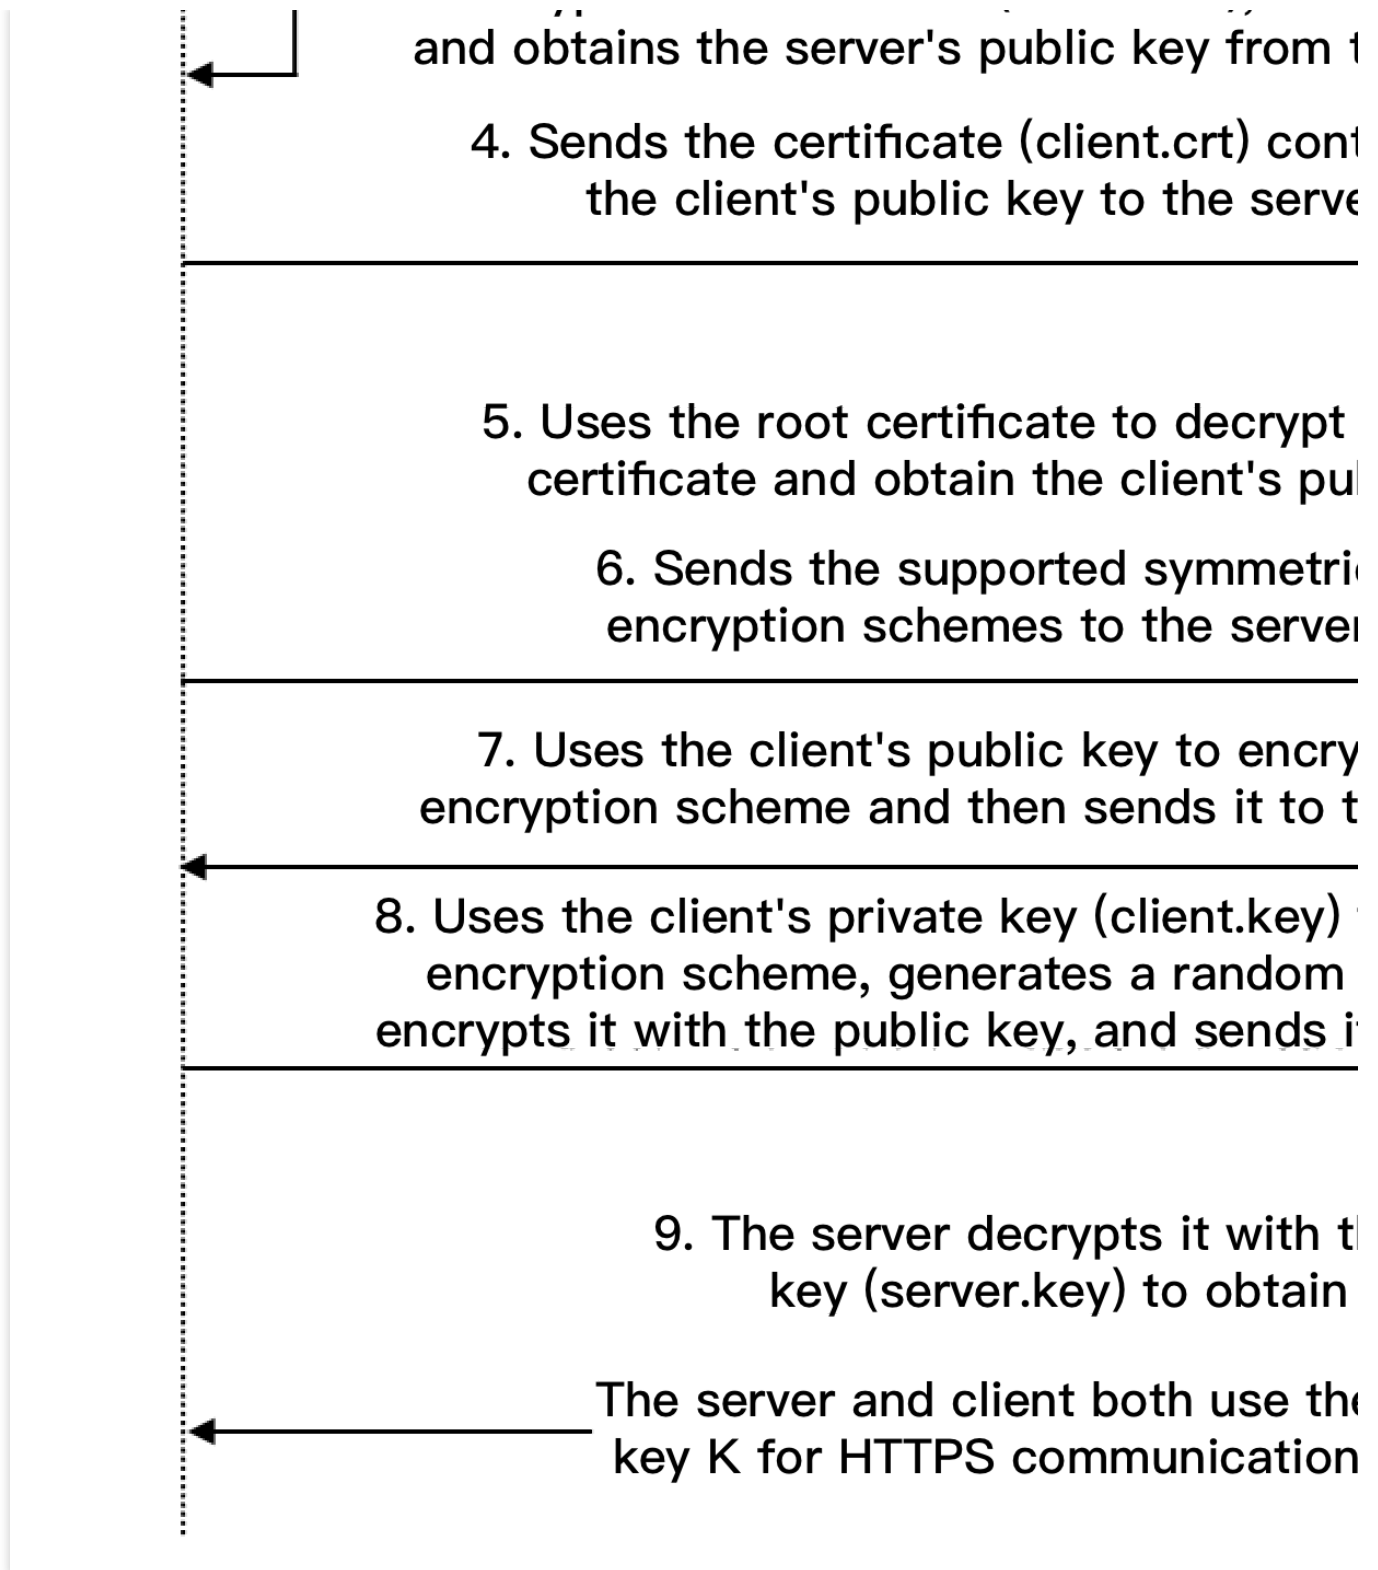 and obtains the server's public key from
4. Sends the certificate (client.crt)
the client's public key to the
5. Uses the root certificate to decrypt
certificate and obtain the client's
6. Sends the supported
encryption schemes to the
7. Uses the client's public key to
encryption scheme and then sends it to
8. Uses the client's private key (client.key)
encryption scheme, generates a random
encrypts it with the public key, and sends
9. The server decrypts it with
key (server.key) to obtain
The server and client both use
key K for HTTPS communication